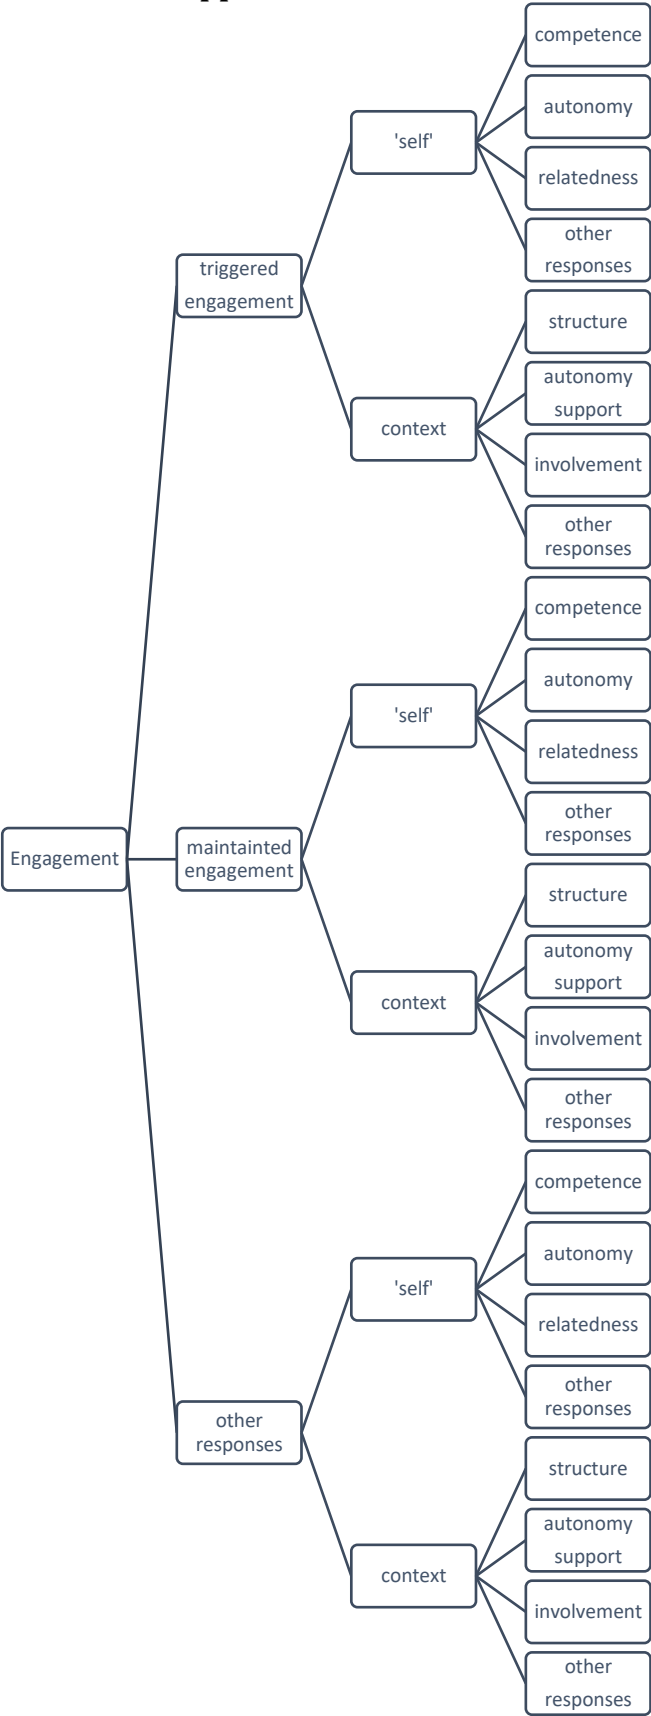 competence
autonomy
'self'
relatedness
other
responses
triggered
engagement
structure
autonomy
support
context
involvement
other
responses
competence
autonomy
'self'
relatedness
other
responses
Engagement
maintainted
engagement
structure
autonomy
support
context
involvement
other
responses
competence
autonomy
'self'
relatedness
other
responses
other
responses
structure
autonomy
support
context
involvement
other
responses